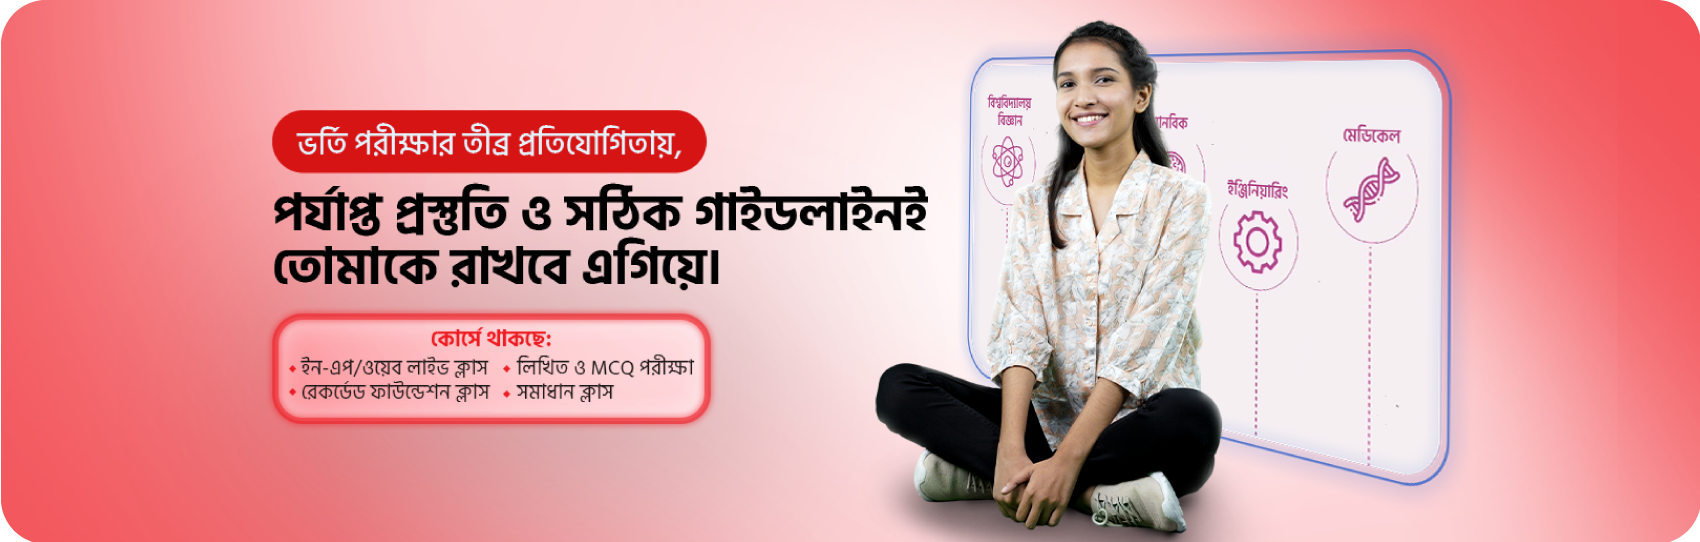 ভর্তি পরীক্ষার তীব্র প্রতিযোগিতায়,
পর্যাপ্ত প্রস্তুতি ও সঠিক গাইডলাইনই
তোমাকে রাখবে এগিয়ে।
কোর্সে থাকছে:
ইন-এপ/ওয়েব লাইভ ক্লাস
লিখিত ও MCQ পরীক্ষা
রেকর্ডেড ফাউন্ডেশন ক্লাস
সমাধান ক্লাস
বিশ্ববিদ্যালয়
বিজ্ঞান
ইঞ্জিনিয়ারিং
মেডিকেল